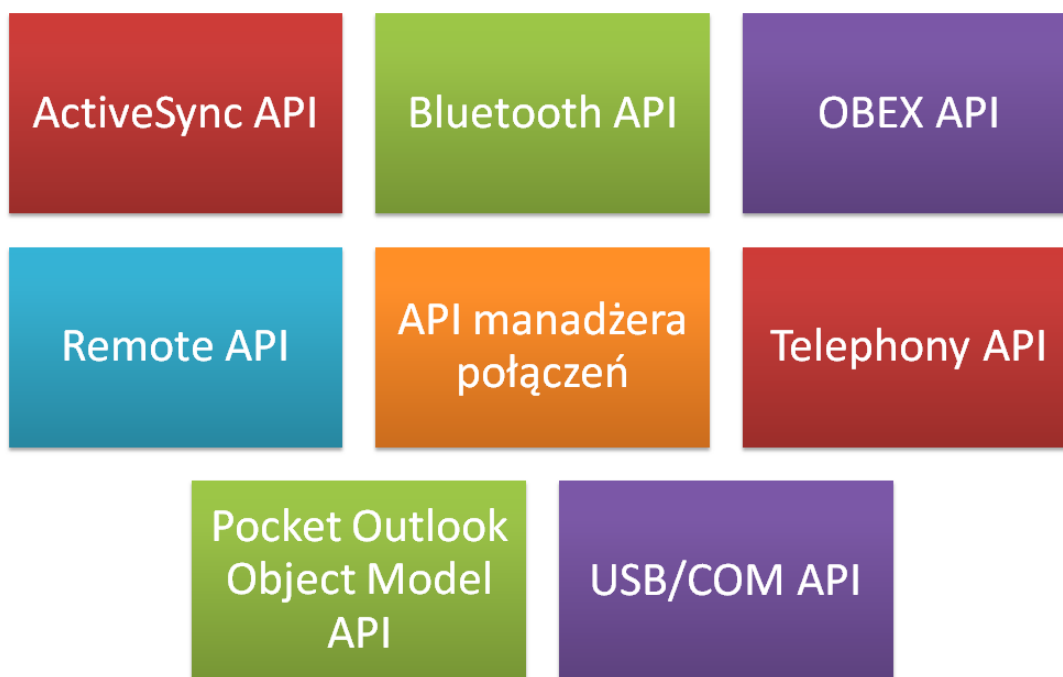 ActiveSync API
Bluetooth API
OBEX API
Remote API
API manadżera
połączeń
Telephony API
Pocket Outlook
Object Model
API
USB/COM API